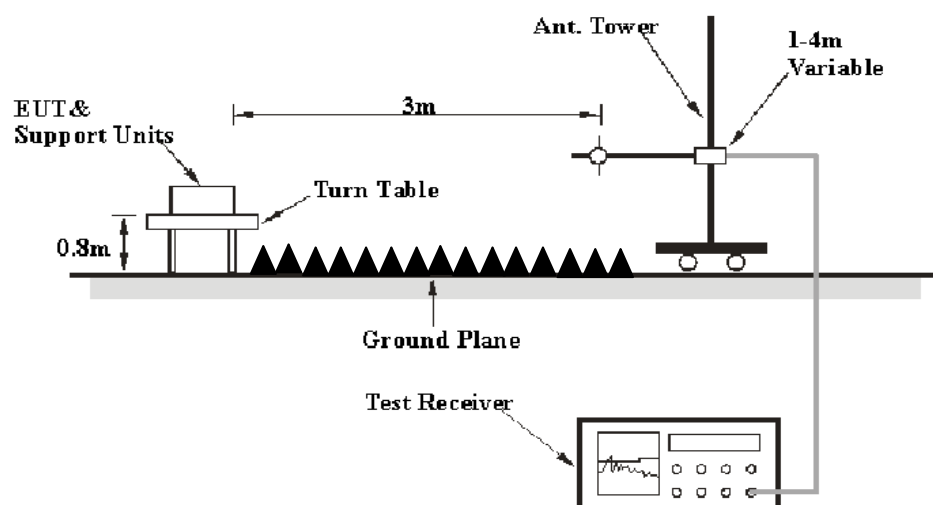 Ant. Tower
1-4m
Variable
3m
EUT&
Support Units
Turn Table
0.8m
Ground Plane
Test Receiver